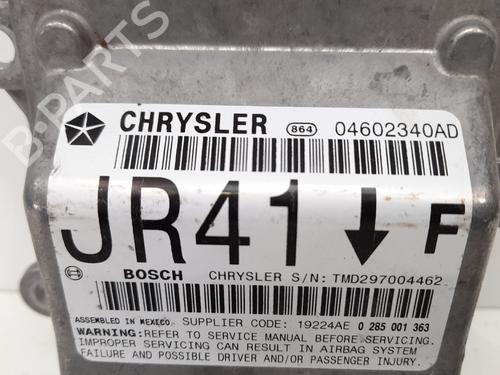 CHRYSLER 864 04602340AD
JR41 F
BOSCH CHRYSLER S/N: TMD297004462
ASSEMBLED IN MEXICO SUPPLIER CODE: 19224AE 0 285 001 363
WARNING: REFER TO SERVICE MANUAL BEFORE SERVICING.
IMPROPER SERVICING CAN RESULT IN AIRBAG SYSTEM
FAILURE AND POSSIBLE DRIVER AND/OR PASSENGER INJURY.
B-PARTS